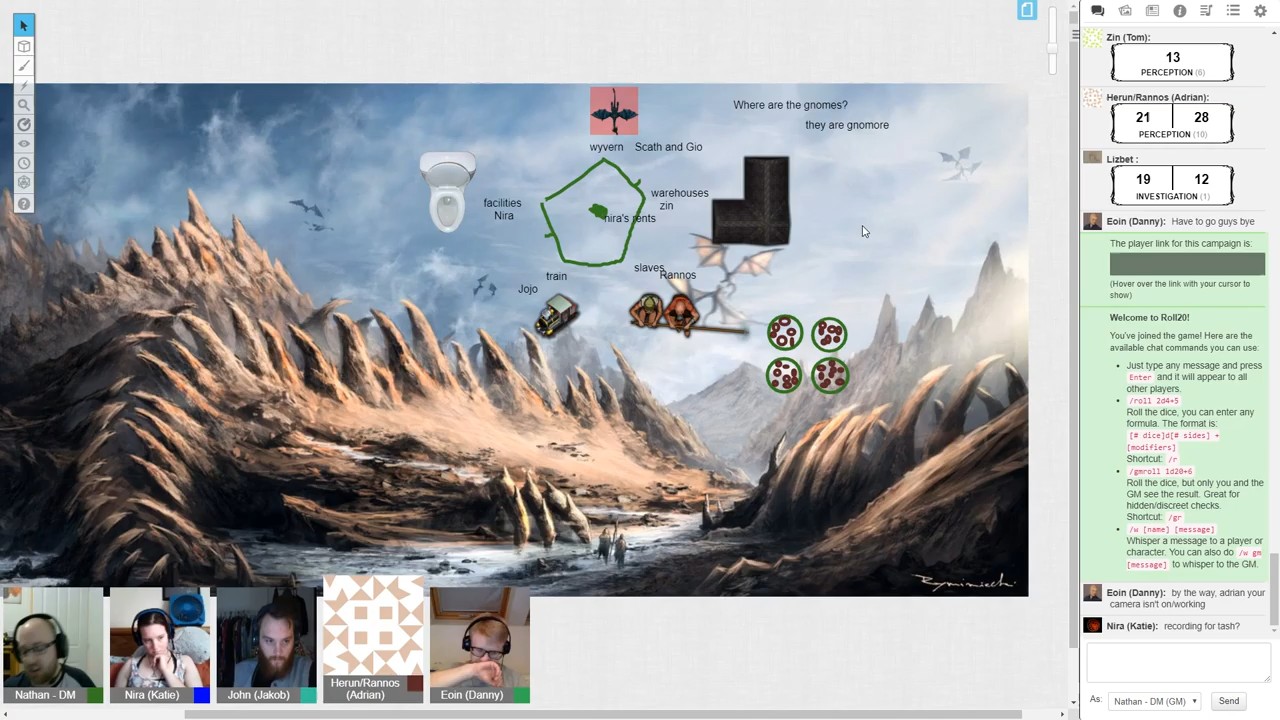 Where are the gnomes?
they are gnomore
wyvern
Scath and Gio
facilities
Nira
warehouses
zin
nira's rents
slaves
Rannos
train
Jojo
Nathan - DM
Nira (Katie)
John (Jakob)
Herun/Rannos
(Adrian)
Eoin (Danny)
Zin (Tom):
13
PERCEPTION (6)
Herun/Rannos (Adrian):
21 28
PERCEPTION (10)
Lizbet :
19 12
INVESTIGATION (1)
Eoin (Danny): Have to go guys bye
The player link for this campaign is:
(Hover over the link with your cursor to
show)
Welcome to Roll20!
You've joined the game! Here are the
available chat commands you can use:
• Just type any message and press
Enter and it will appear to all
other players.
• /roll 2d4+5
Roll the dice, you can enter any
formula. The format is:
[# dice]d[# sides] +
[modifiers]
Shortcut: /r
• /gmroll 1d20+6
Roll the dice, but only you and the
GM see the result. Great for
hidden/discreet checks.
Shortcut: /gr
• /w [name] [message]
Whisper a message to a player or
character. You can also do /w gm
[message] to whisper to the GM.
Eoin (Danny): by the way, adrian your
camera isn't on/working
Nira (Katie): recording for tash?
As: Nathan - DM (GM) Send